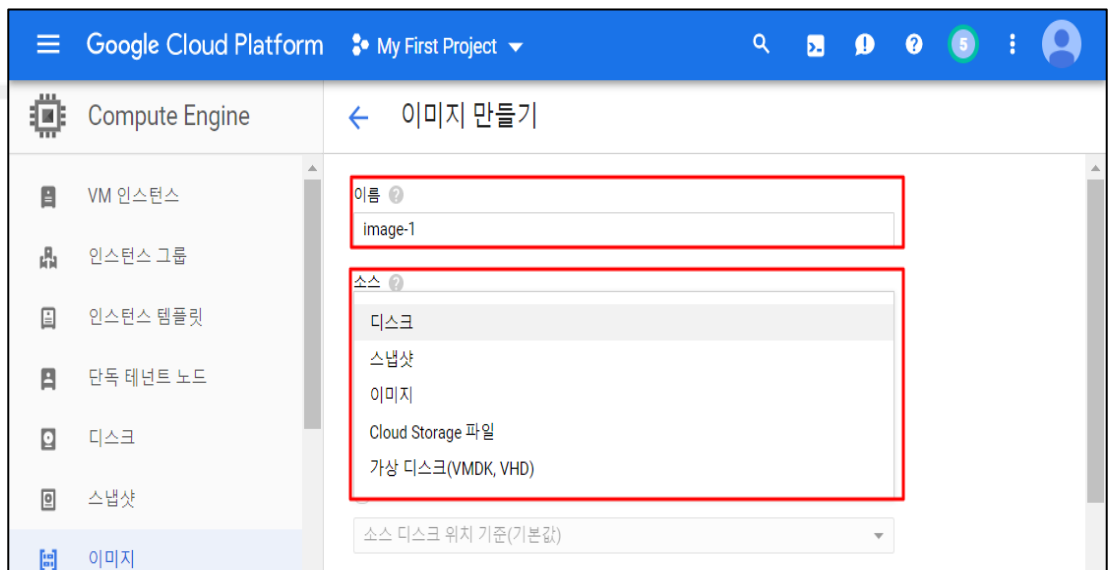 Google Cloud Platform My First Project 5
Compute Engine
이미지 만들기
VM 인스턴스
인스턴스 그룹
인스턴스 템플릿
단독 테넌트 노드
디스크
스냅샷
이미지
이름
image-1
소스
디스크
스냅샷
이미지
Cloud Storage 파일
가상 디스크(VMDK, VHD)
소스 디스크 위치 기준(기본값)